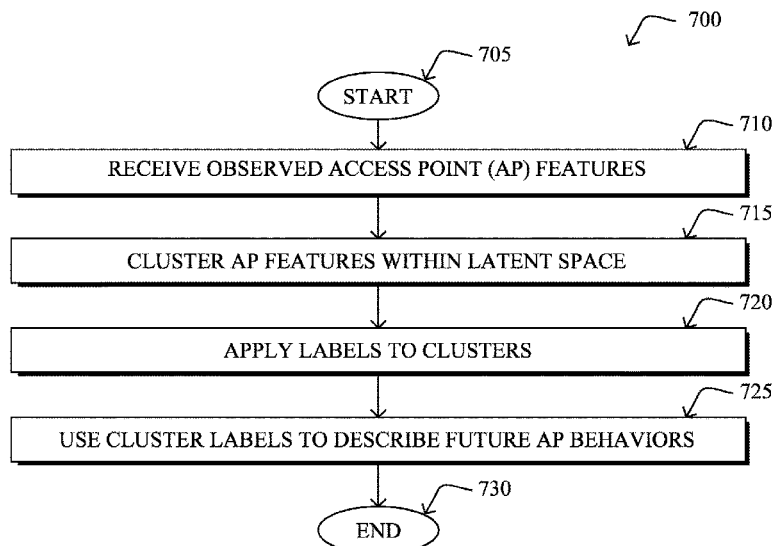 700
705
START
710
RECEIVE OBSERVED ACCESS POINT (AP) FEATURES
715
CLUSTER AP FEATURES WITHIN LATENT SPACE
720
APPLY LABELS TO CLUSTERS
725
USE CLUSTER LABELS TO DESCRIBE FUTURE AP BEHAVIORS
730
END